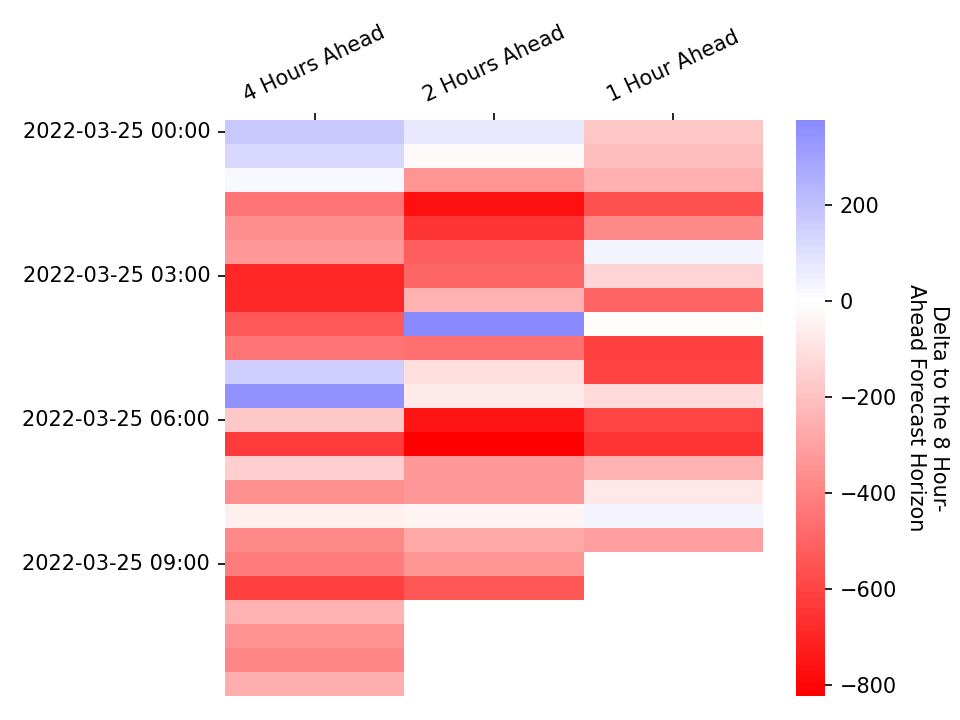 4 Hours Ahead
2 Hours Ahead
1 Hour Ahead
2022-03-25 00:00
2022-03-25 03:00
2022-03-25 06:00
2022-03-25 09:00
200
0
−200
−400
−600
−800
Delta to the 8 Hour-
Ahead Forecast Horizon